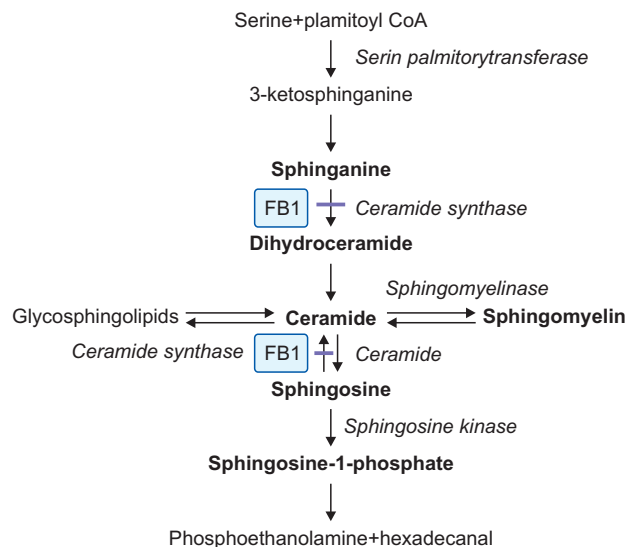 Serine+plamitoyl CoA
Serin palmitorytransferase
3-ketosphinganine
Sphinganine
FB1
Ceramide synthase
Dihydroceramide
Sphingomyelinase
Glycosphingolipids
Ceramide
Sphingomyelin
Ceramide synthase
FB1
Ceramide
Sphingosine
Sphingosine kinase
Sphingosine-1-phosphate
Phosphoethanolamine+hexadecanal